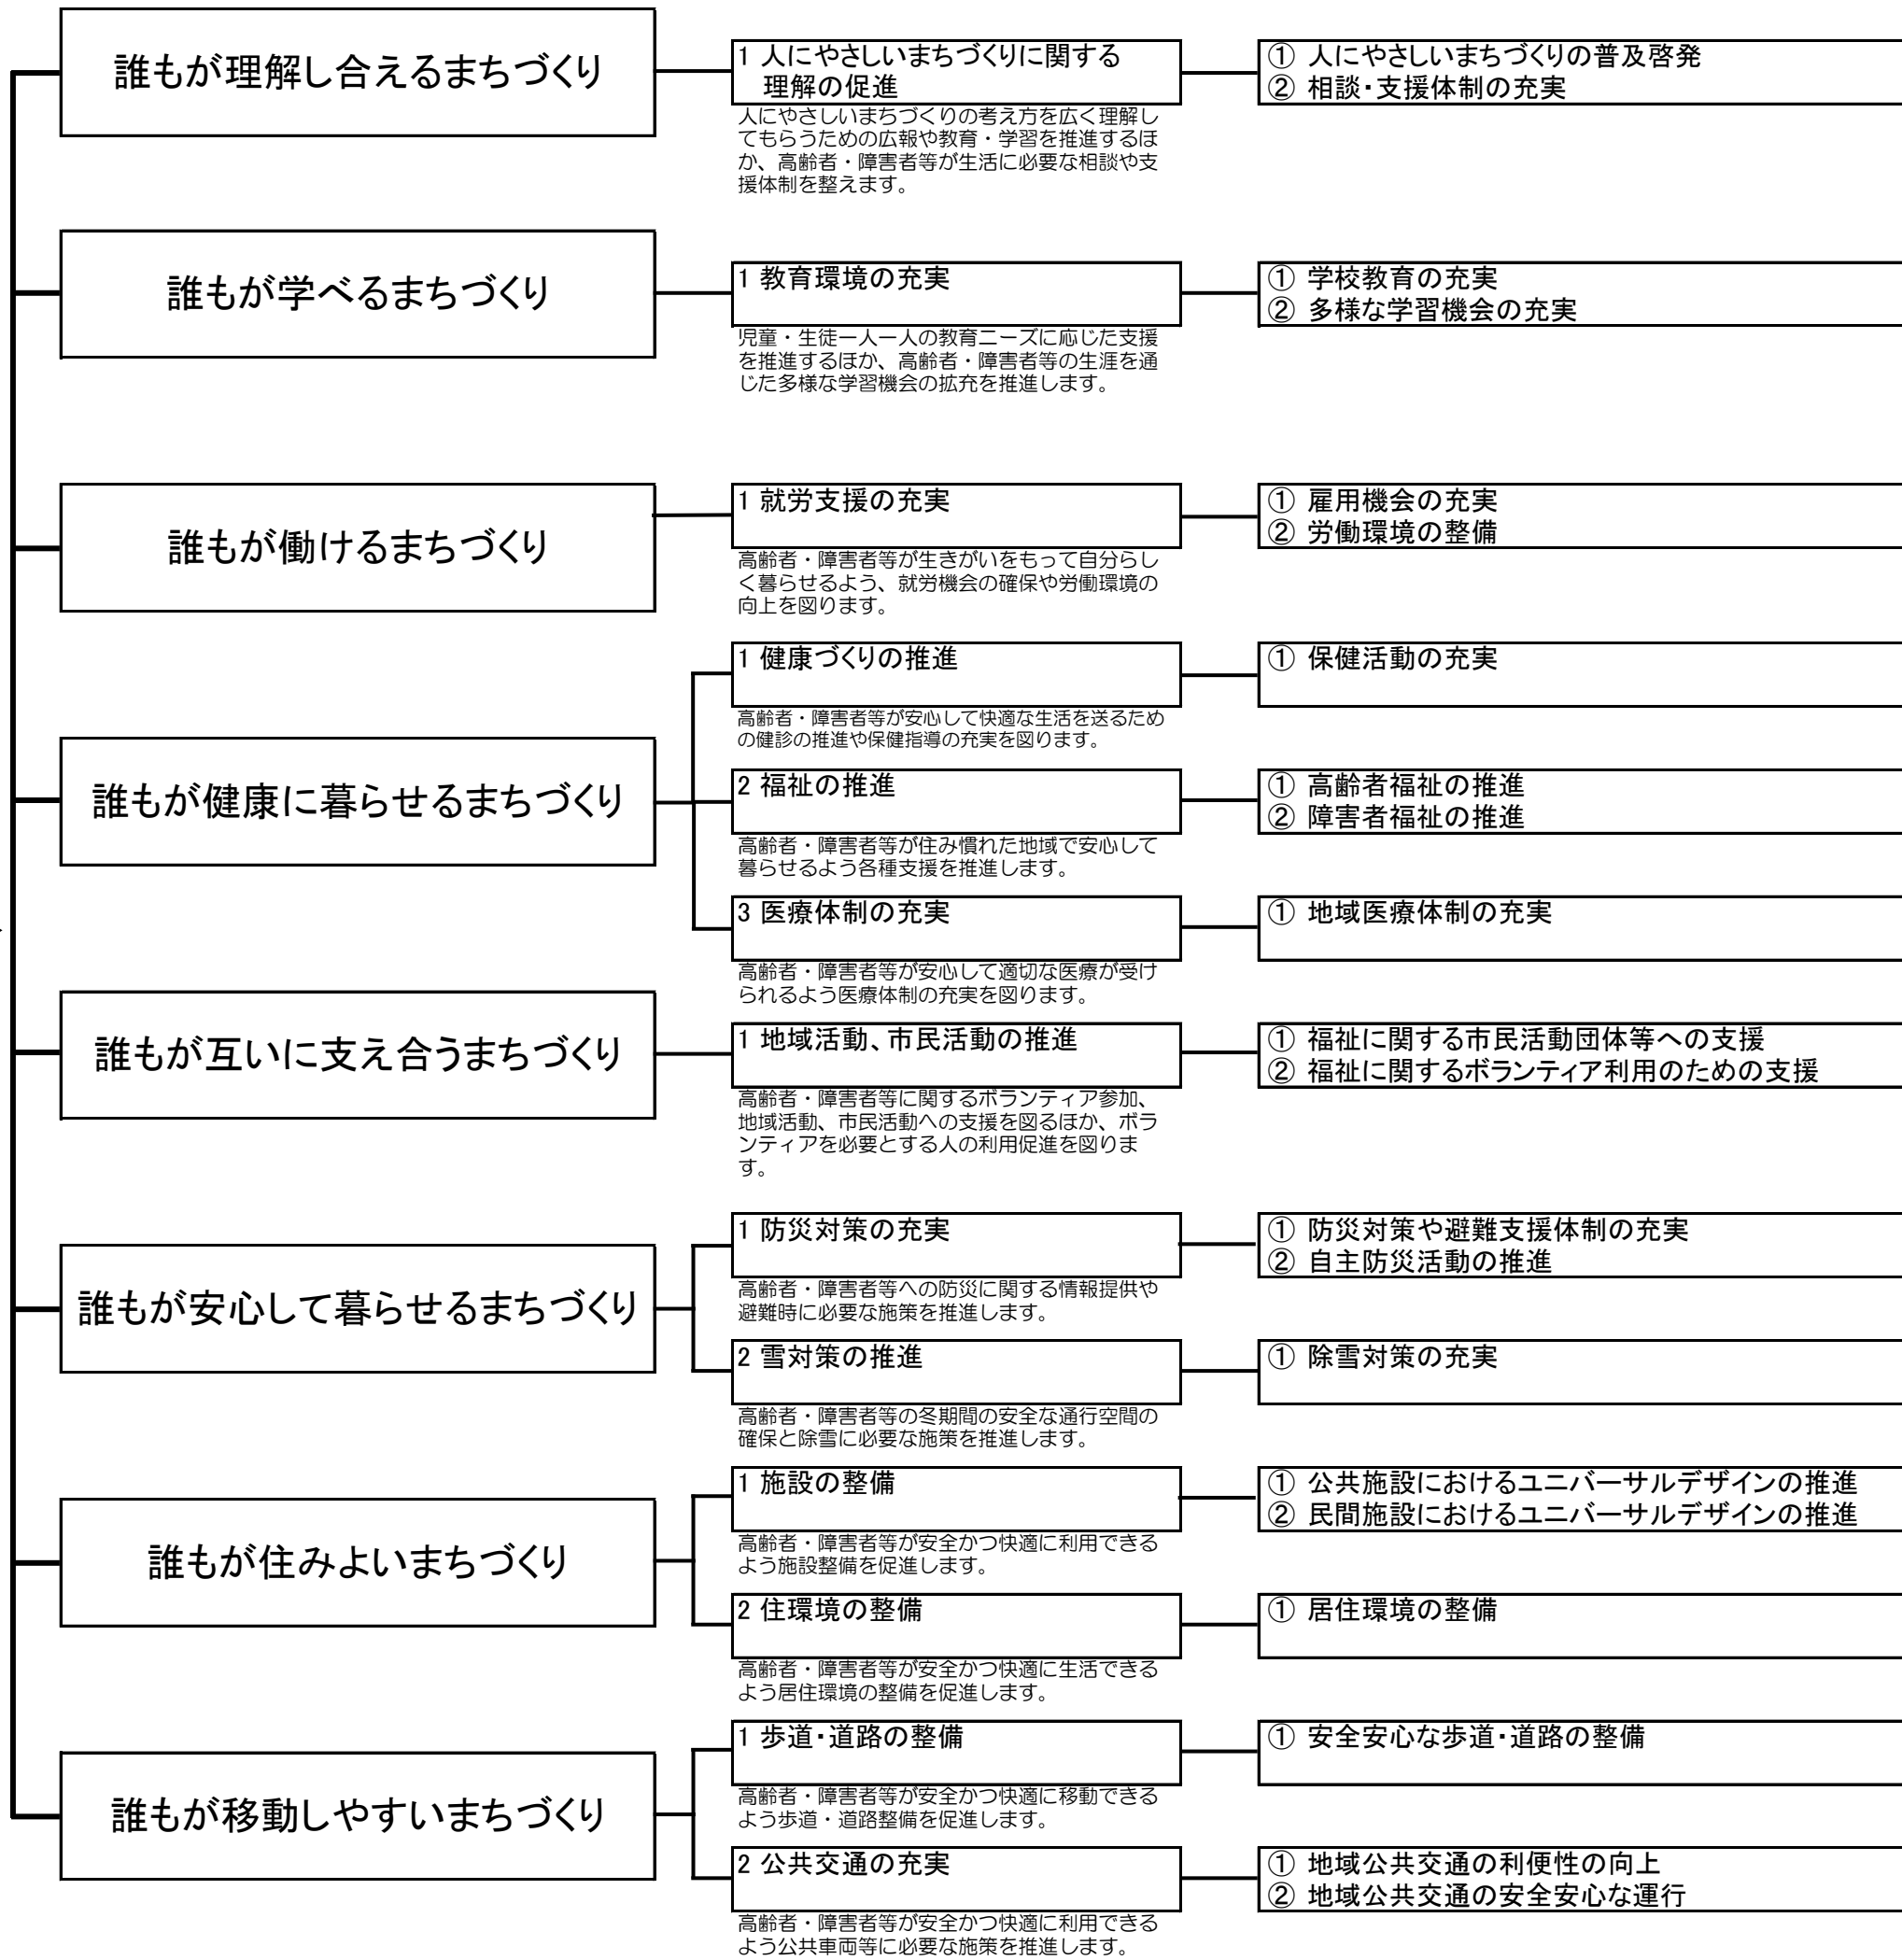 誰もが理解し合えるまちづくり
1 人にやさしいまちづくりに関する
理解の促進
人にやさしいまちづくりの考え方を広く理解し
てもらうための広報や教育・学習を推進するほ
か、高齢者・障害者等が生活に必要な相談や支
援体制を整えます。
① 人にやさしいまちづくりの普及啓発
② 相談・支援体制の充実
誰もが学べるまちづくり
1 教育環境の充実
児童・生徒一人一人の教育ニーズに応じた支援
を推進するほか、高齢者・障害者等の生涯を通
じた多様な学習機会の拡充を推進します。
① 学校教育の充実
② 多様な学習機会の充実
誰もが働けるまちづくり
1 就労支援の充実
高齢者・障害者等が生きがいをもって自分らし
く暮らせるよう、就労機会の確保や労働環境の
向上を図ります。
① 雇用機会の充実
② 労働環境の整備
誰もが健康に暮らせるまちづくり
1 健康づくりの推進
高齢者・障害者等が安心して快適な生活を送るため
の健診の推進や保健指導の充実を図ります。
① 保健活動の充実
2 福祉の推進
高齢者・障害者等が住み慣れた地域で安心して
暮らせるよう各種支援を推進します。
① 高齢者福祉の推進
② 障害者福祉の推進
3 医療体制の充実
高齢者・障害者等が安心して適切な医療が受け
られるよう医療体制の充実を図ります。
① 地域医療体制の充実
誰もが互いに支え合うまちづくり
1 地域活動、市民活動の推進
高齢者・障害者等に関するボランティア参加、
地域活動、市民活動への支援を図るほか、ボラ
ンティアを必要とする人の利用促進を図りま
す。
① 福祉に関する市民活動団体等への支援
② 福祉に関するボランティア利用のための支援
誰もが安心して暮らせるまちづくり
1 防災対策の充実
高齢者・障害者等への防災に関する情報提供や
避難時に必要な施策を推進します。
① 防災対策や避難支援体制の充実
② 自主防災活動の推進
2 雪対策の推進
高齢者・障害者等の冬期間の安全な通行空間の
確保と除雪に必要な施策を推進します。
① 除雪対策の充実
誰もが住みよいまちづくり
1 施設の整備
高齢者・障害者等が安全かつ快適に利用できる
よう施設整備を促進します。
① 公共施設におけるユニバーサルデザインの推進
② 民間施設におけるユニバーサルデザインの推進
2 住環境の整備
高齢者・障害者等が安全かつ快適に生活できる
よう居住環境の整備を促進します。
① 居住環境の整備
誰もが移動しやすいまちづくり
1 歩道・道路の整備
高齢者・障害者等が安全かつ快適に移動できる
よう歩道・道路整備を促進します。
① 安全安心な歩道・道路の整備
2 公共交通の充実
高齢者・障害者等が安全かつ快適に利用できる
よう公共車両等に必要な施策を推進します。
① 地域公共交通の利便性の向上
② 地域公共交通の安全安心な運行